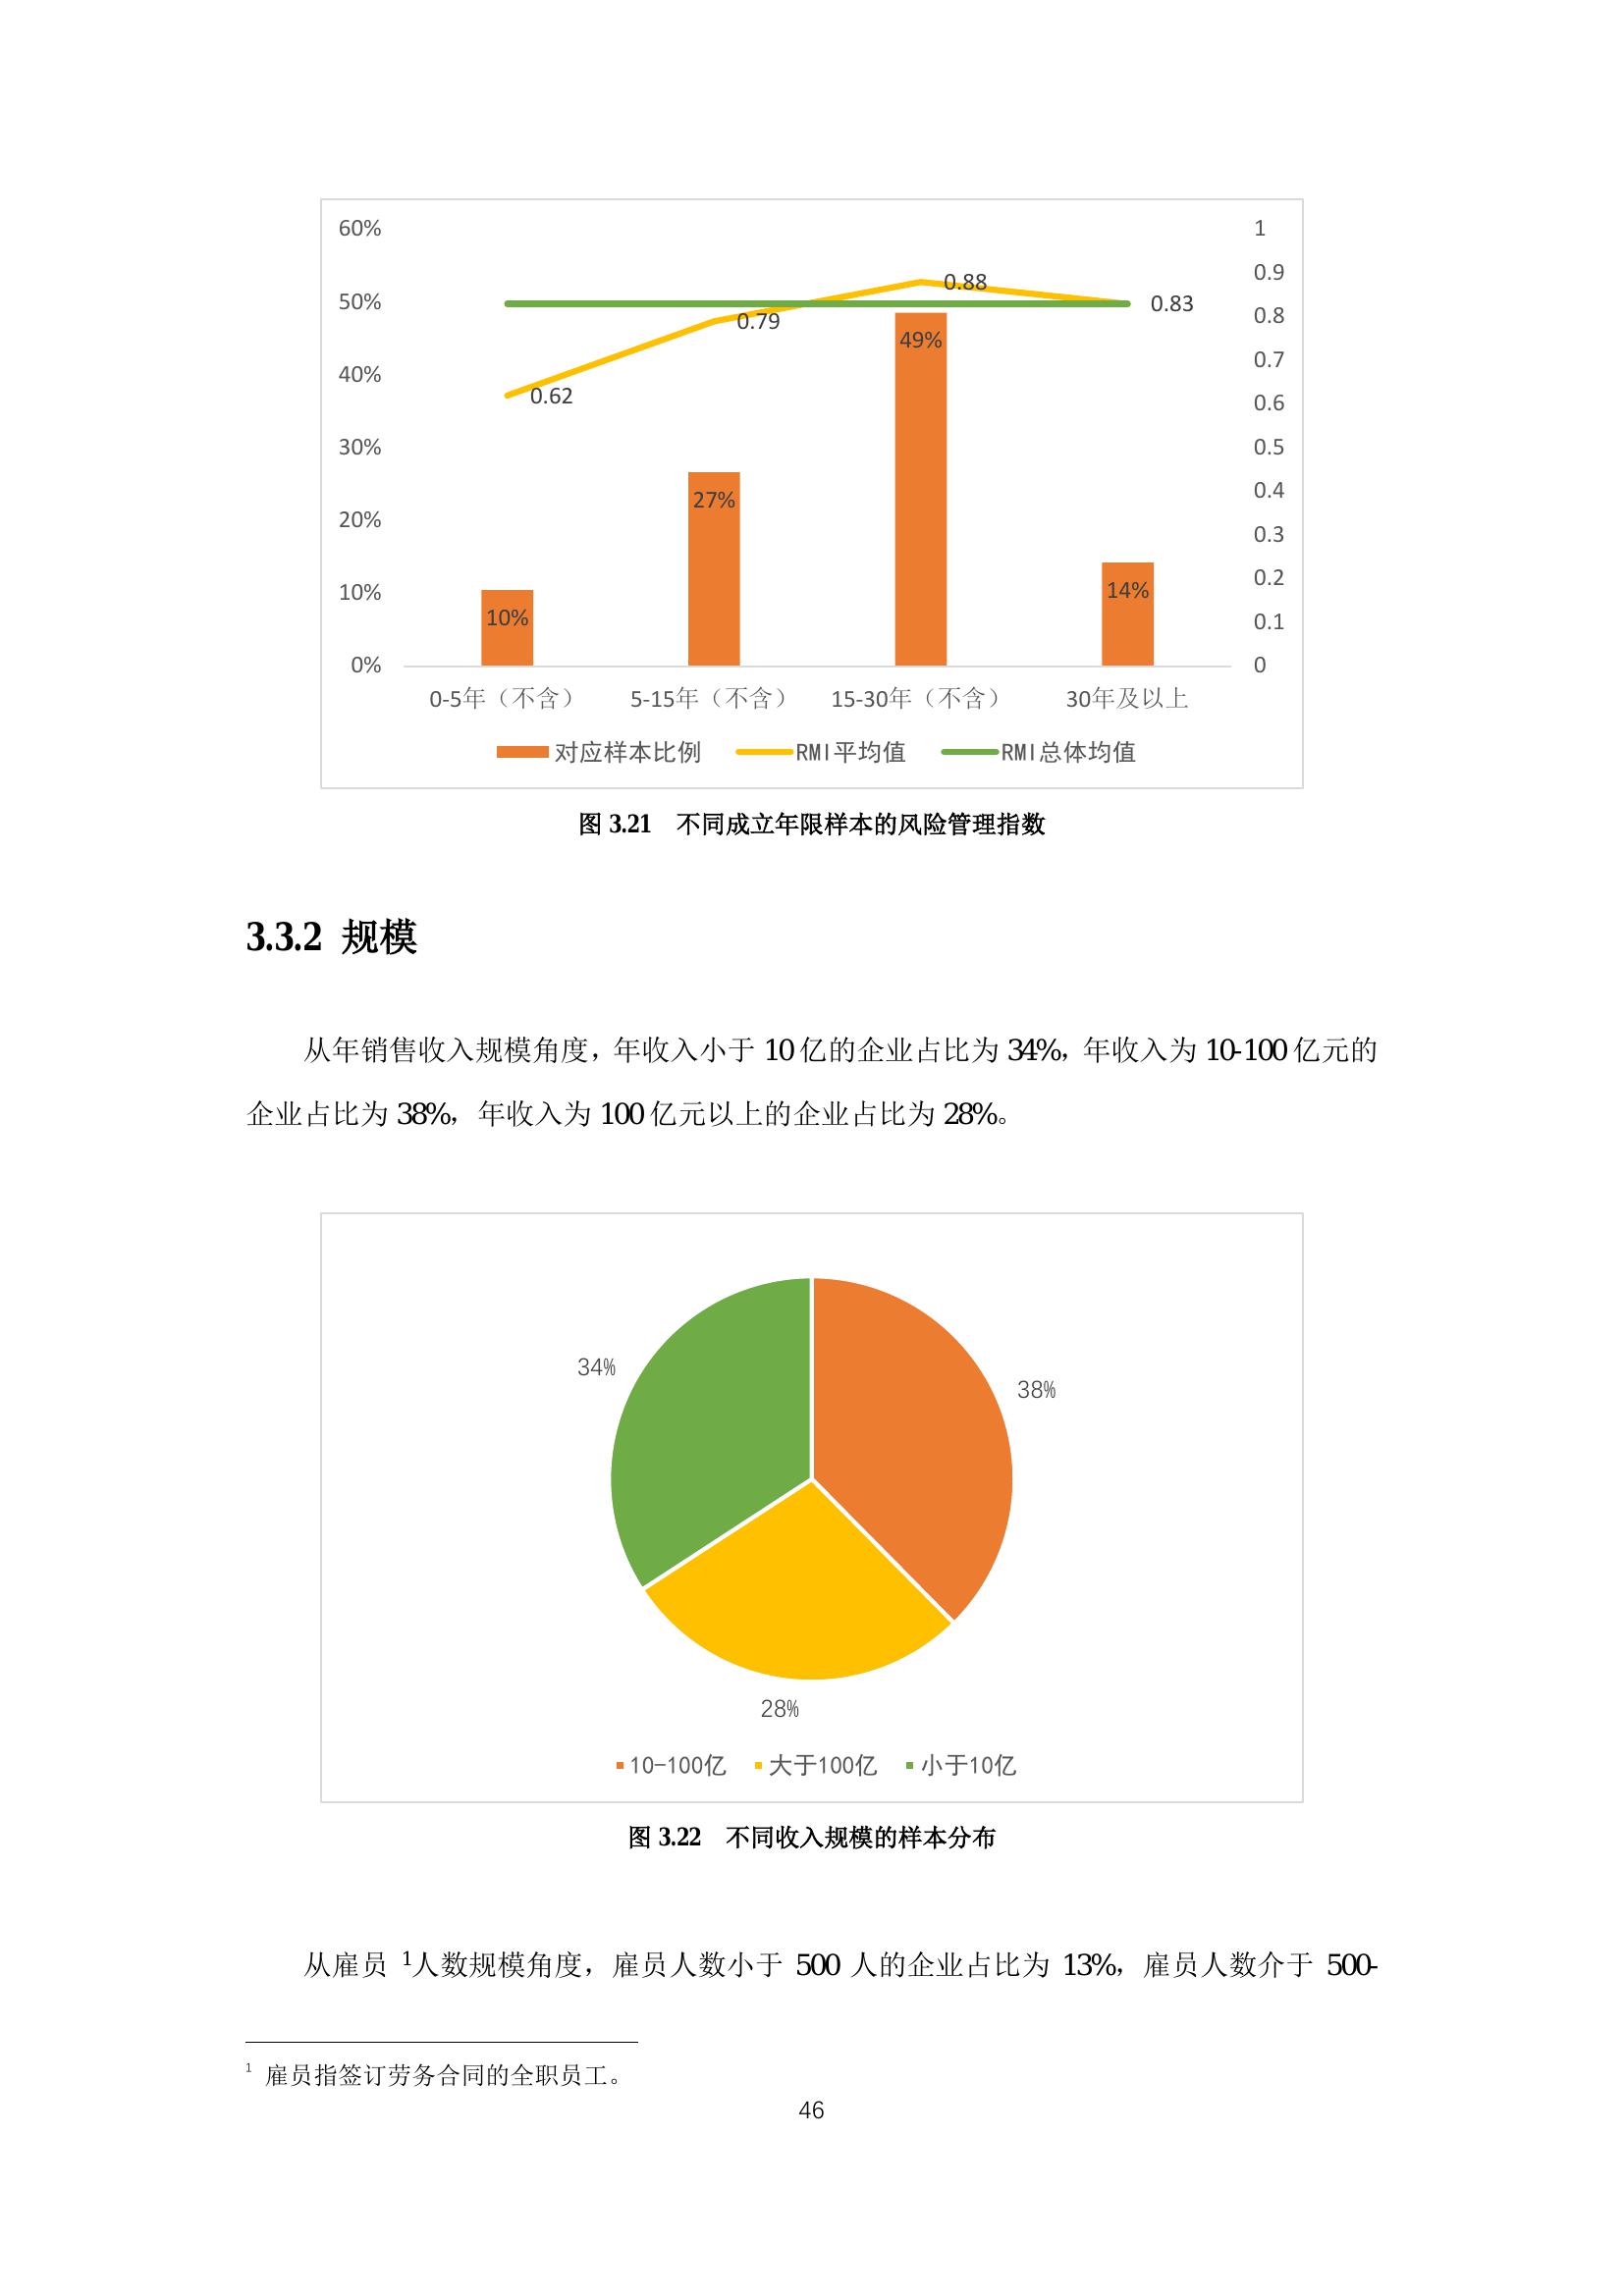 60%
50%
40%
30%
20%
10%
0%
1
0.9
0.8
0.7
0.6
0.5
0.4
0.3
0.2
0.1
0
0.62
0.79
0.88
0.83
10%
27%
49%
14%
0-5年（不含）
5-15年（不含）
15-30年（不含）
30年及以上
对应样本比例 RMI平均值 RMI总体均值
图 3.21 不同成立年限样本的风险管理指数
3.3.2 规模
从年销售收入规模角度，年收入小于 10 亿的企业占比为 34%，年收入为 10-100 亿元的
企业占比为 38%，年收入为 100 亿元以上的企业占比为 28%。
34%
38%
28%
10-100亿 大于100亿 小于10亿
图 3.22 不同收入规模的样本分布
从雇员 1人数规模角度，雇员人数小于 500 人的企业占比为 13%，雇员人数介于 500-
1 雇员指签订劳务合同的全职员工。
46